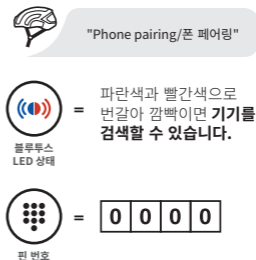 "Phone pairing/폰 페어링"
파란색과 빨간색으로
번갈아 깜빡이면 기기를
검색할 수 있습니다.
=
블루투스
LED 상태
= 0 0 0 0
핀 번호